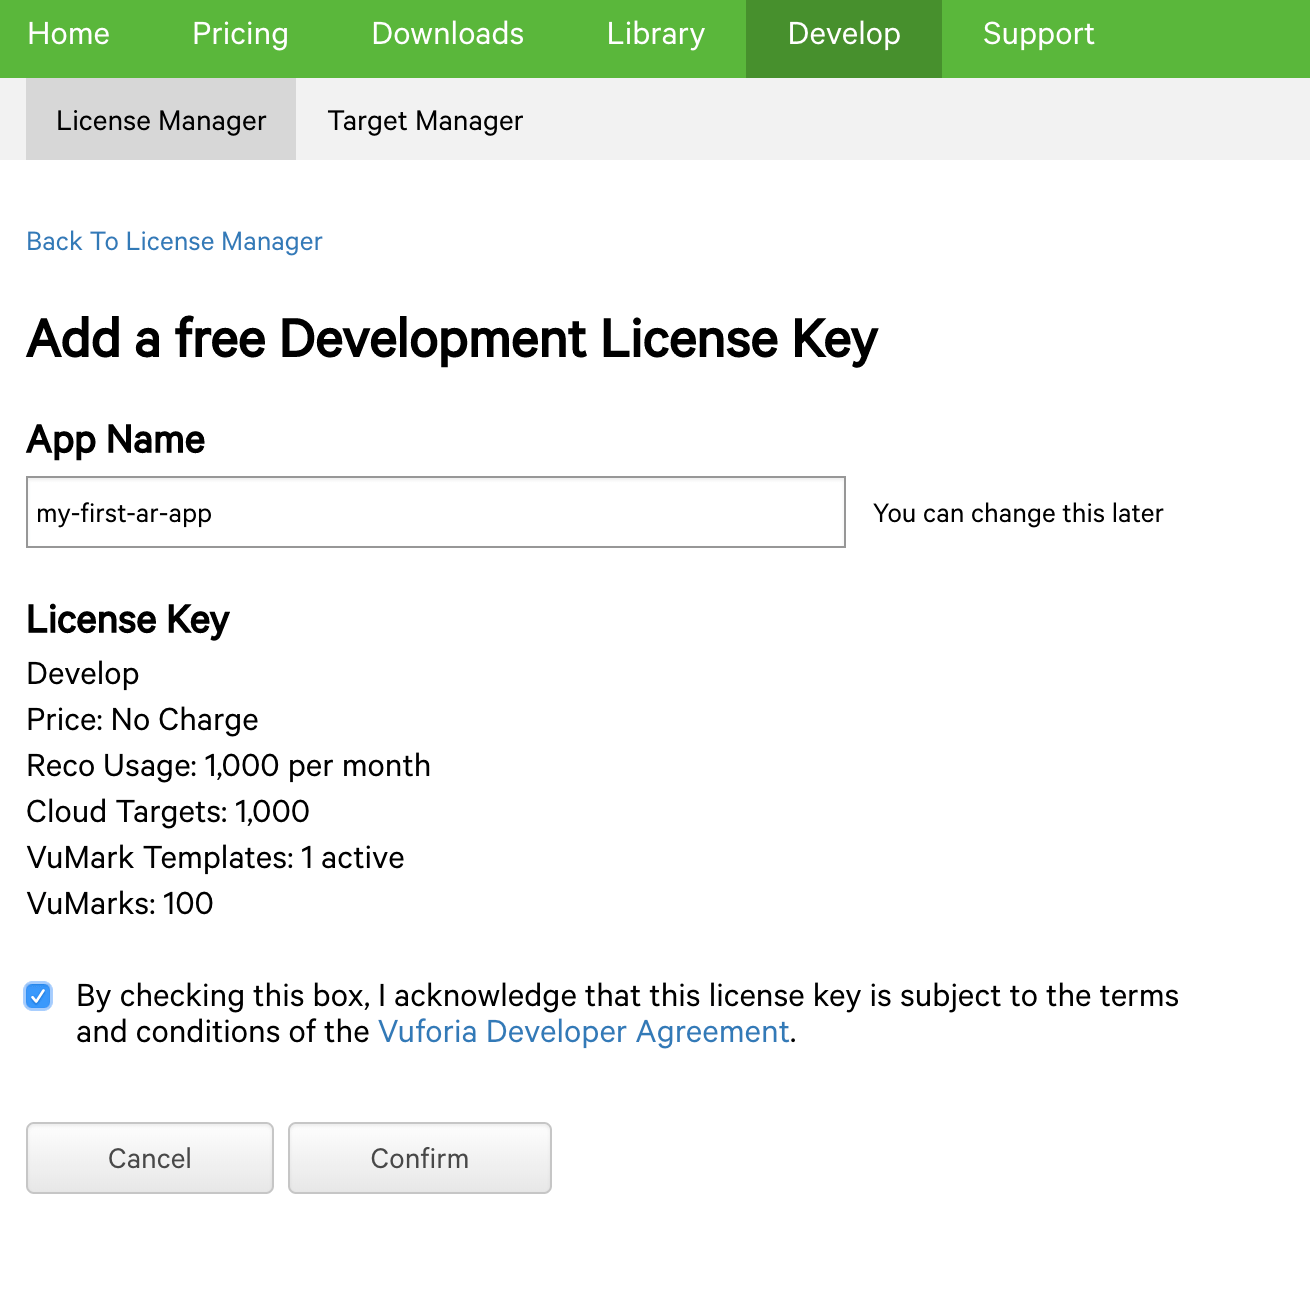 Home Pricing Downloads Library Develop Support
License Manager Target Manager
Back To License Manager
Add a free Development License Key
App Name
my-first-ar-app You can change this later
License Key
Develop
Price: No Charge
Reco Usage: 1,000 per month
Cloud Targets: 1,000
VuMark Templates: 1 active
VuMarks: 100
By checking this box, I acknowledge that this license key is subject to the terms
and conditions of the Vuforia Developer Agreement.
Cancel Confirm